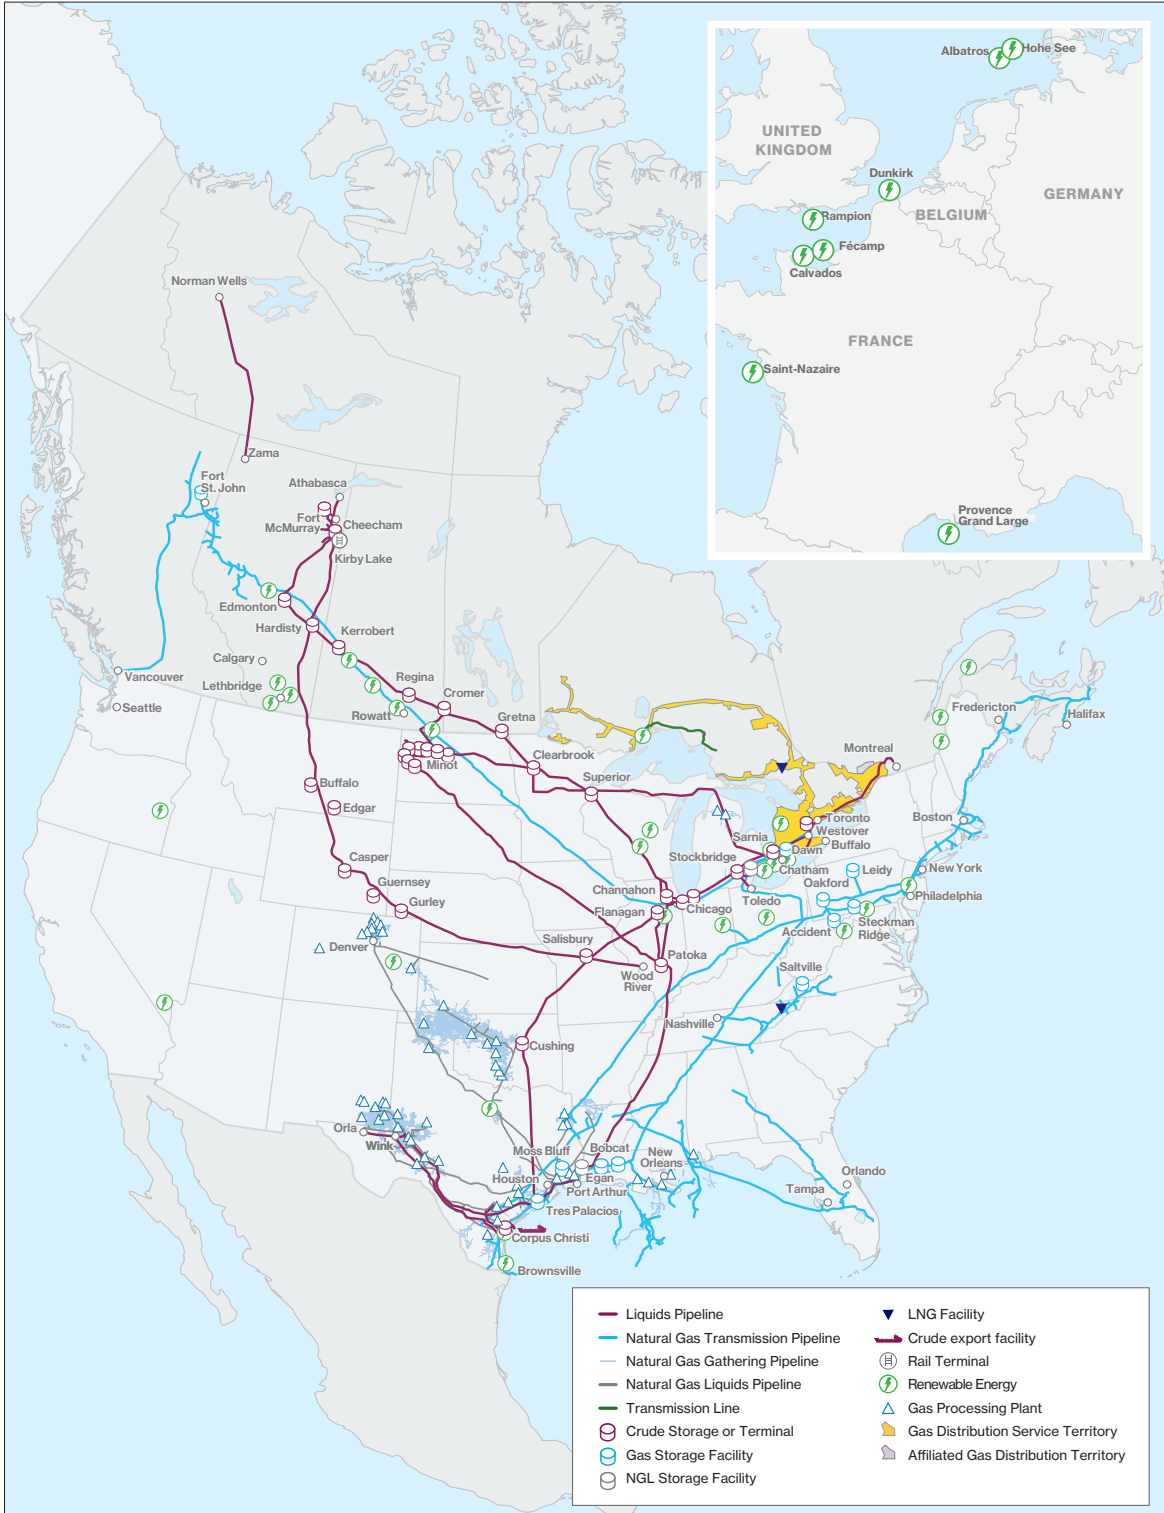 Albatros
Hohe See
UNITED
KINGDOM
Dunkirk
GERMANY
Rampion
BELGIUM
Fécamp
Calvados
FRANCE
Saint-Nazaire
Provence
Grand Large
Norman Wells
Zama
Fort
St. John
Athabasca
Fort
McMurray
Cheecham
Kirby Lake
Edmonton
Hardisty
Kerrobert
Calgary
Vancouver
Lethbridge
Regina
Cromer
Seattle
Rowatt
Gretna
Fredericton
Halifax
Minot
Clearbrook
Montreal
Superior
Buffalo
Edgar
Toronto
Boston
Sarnia
Westover
Buffalo
Dawn
Stockbridge
Casper
Chatham
Leidy
New York
Guernsey
Channahon
Oakford
Toledo
Philadelphia
Gurley
Flanagan
Chicago
Accident
Steckman
Ridge
Denver
Salisbury
Patoka
Wood
River
Saltville
Nashville
Cushing
Orla
Wink
Moss Bluff
Bobcat
New
Orleans
Houston
Egan
Port Arthur
Orlando
Tampa
Tres Palacios
Corpus Christi
Brownsville
Liquids Pipeline
Natural Gas Transmission Pipeline
Natural Gas Gathering Pipeline
Natural Gas Liquids Pipeline
Transmission Line
Crude Storage or Terminal
Gas Storage Facility
NGL Storage Facility
LNG Facility
Crude export facility
Rail Terminal
Renewable Energy
Gas Processing Plant
Gas Distribution Service Territory
Affiliated Gas Distribution Territory